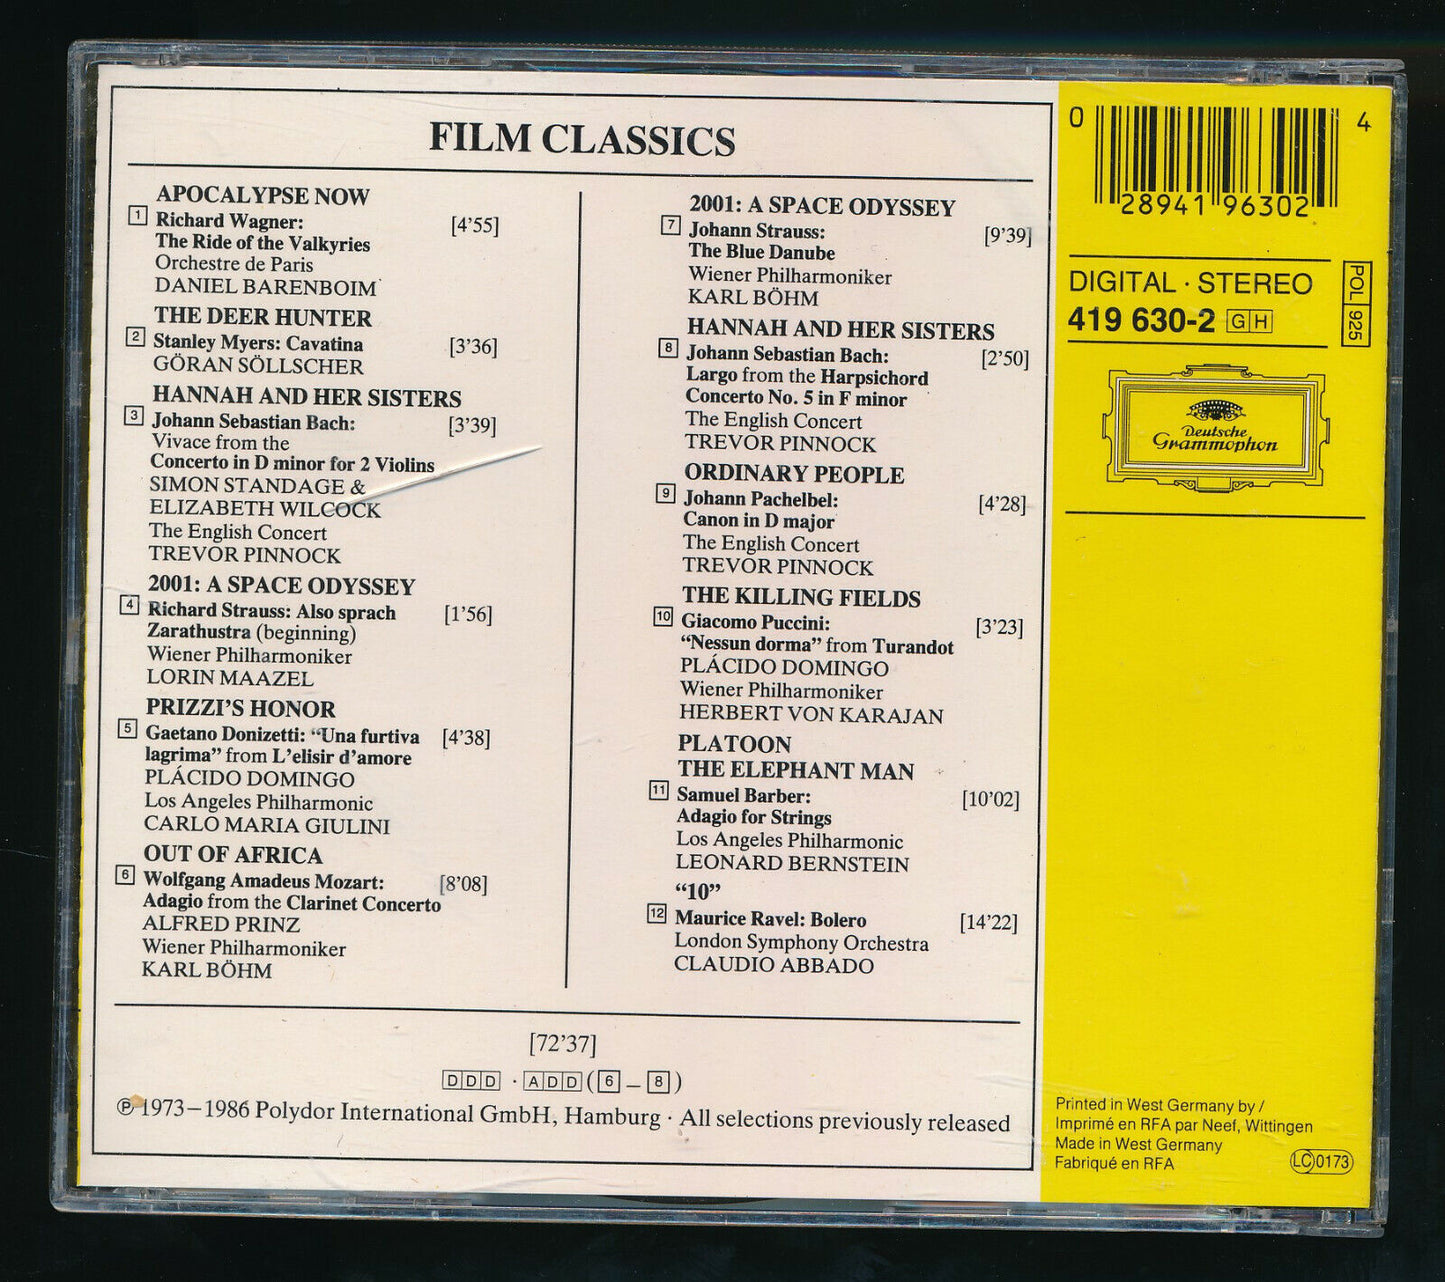 FILM CLASSICS
APOCALYPSE NOW
1 Richard Wagner: [4'55]
The Ride of the Valkyries
Orchestre de Paris
DANIEL BARENBOIM
THE DEER HUNTER
2 Stanley Myers: Cavatina [3'36]
GÖRAN SÖLLSCHER
HANNAH AND HER SISTERS
3 Johann Sebastian Bach: [3'39]
Vivace from the
Concerto in D minor for 2 Violins
SIMON STANDAGE &
ELIZABETH WILCOCK
The English Concert
TREVOR PINNOCK
2001: A SPACE ODYSSEY
4 Richard Strauss: Also sprach [1'56]
Zarathustra (beginning)
Wiener Philharmoniker
LORIN MAAZEL
PRIZZI'S HONOR
5 Gaetano Donizetti: “Una furtiva [4'38]
lagrima” from L'elisir d'amore
PLÁCIDO DOMINGO
Los Angeles Philharmonic
CARLO MARIA GIULINI
OUT OF AFRICA
6 Wolfgang Amadeus Mozart: [8'08]
Adagio from the Clarinet Concerto
ALFRED PRINZ
Wiener Philharmoniker
KARL BÖHM
2001: A SPACE ODYSSEY
7 Johann Strauss: [9'39]
The Blue Danube
Wiener Philharmoniker
KARL BÖHM
HANNAH AND HER SISTERS
8 Johann Sebastian Bach: [2'50]
Largo from the Harpsichord
Concerto No. 5 in F minor
The English Concert
TREVOR PINNOCK
ORDINARY PEOPLE
9 Johann Pachelbel: [4'28]
Canon in D major
The English Concert
TREVOR PINNOCK
THE KILLING FIELDS
10 Giacomo Puccini: [3'23]
“Nessun dorma” from Turandot
PLÁCIDO DOMINGO
Wiener Philharmoniker
HERBERT VON KARAJAN
PLATOON
THE ELEPHANT MAN
11 Samuel Barber: [10'02]
Adagio for Strings
Los Angeles Philharmonic
LEONARD BERNSTEIN
“10”
12 Maurice Ravel: Bolero [14'22]
London Symphony Orchestra
CLAUDIO ABBADO
[72'37]
DDD · ADD (6 – 8)
℗ 1973–1986 Polydor International GmbH, Hamburg · All selections previously released
0 28941 96302 4
DIGITAL · STEREO
419 630-2 GH
POL 925
Deutsche
Grammophon
Printed in West Germany by /
Imprimé en RFA par Neef, Wittingen
Made in West Germany
Fabriqué en RFA
LC 0173